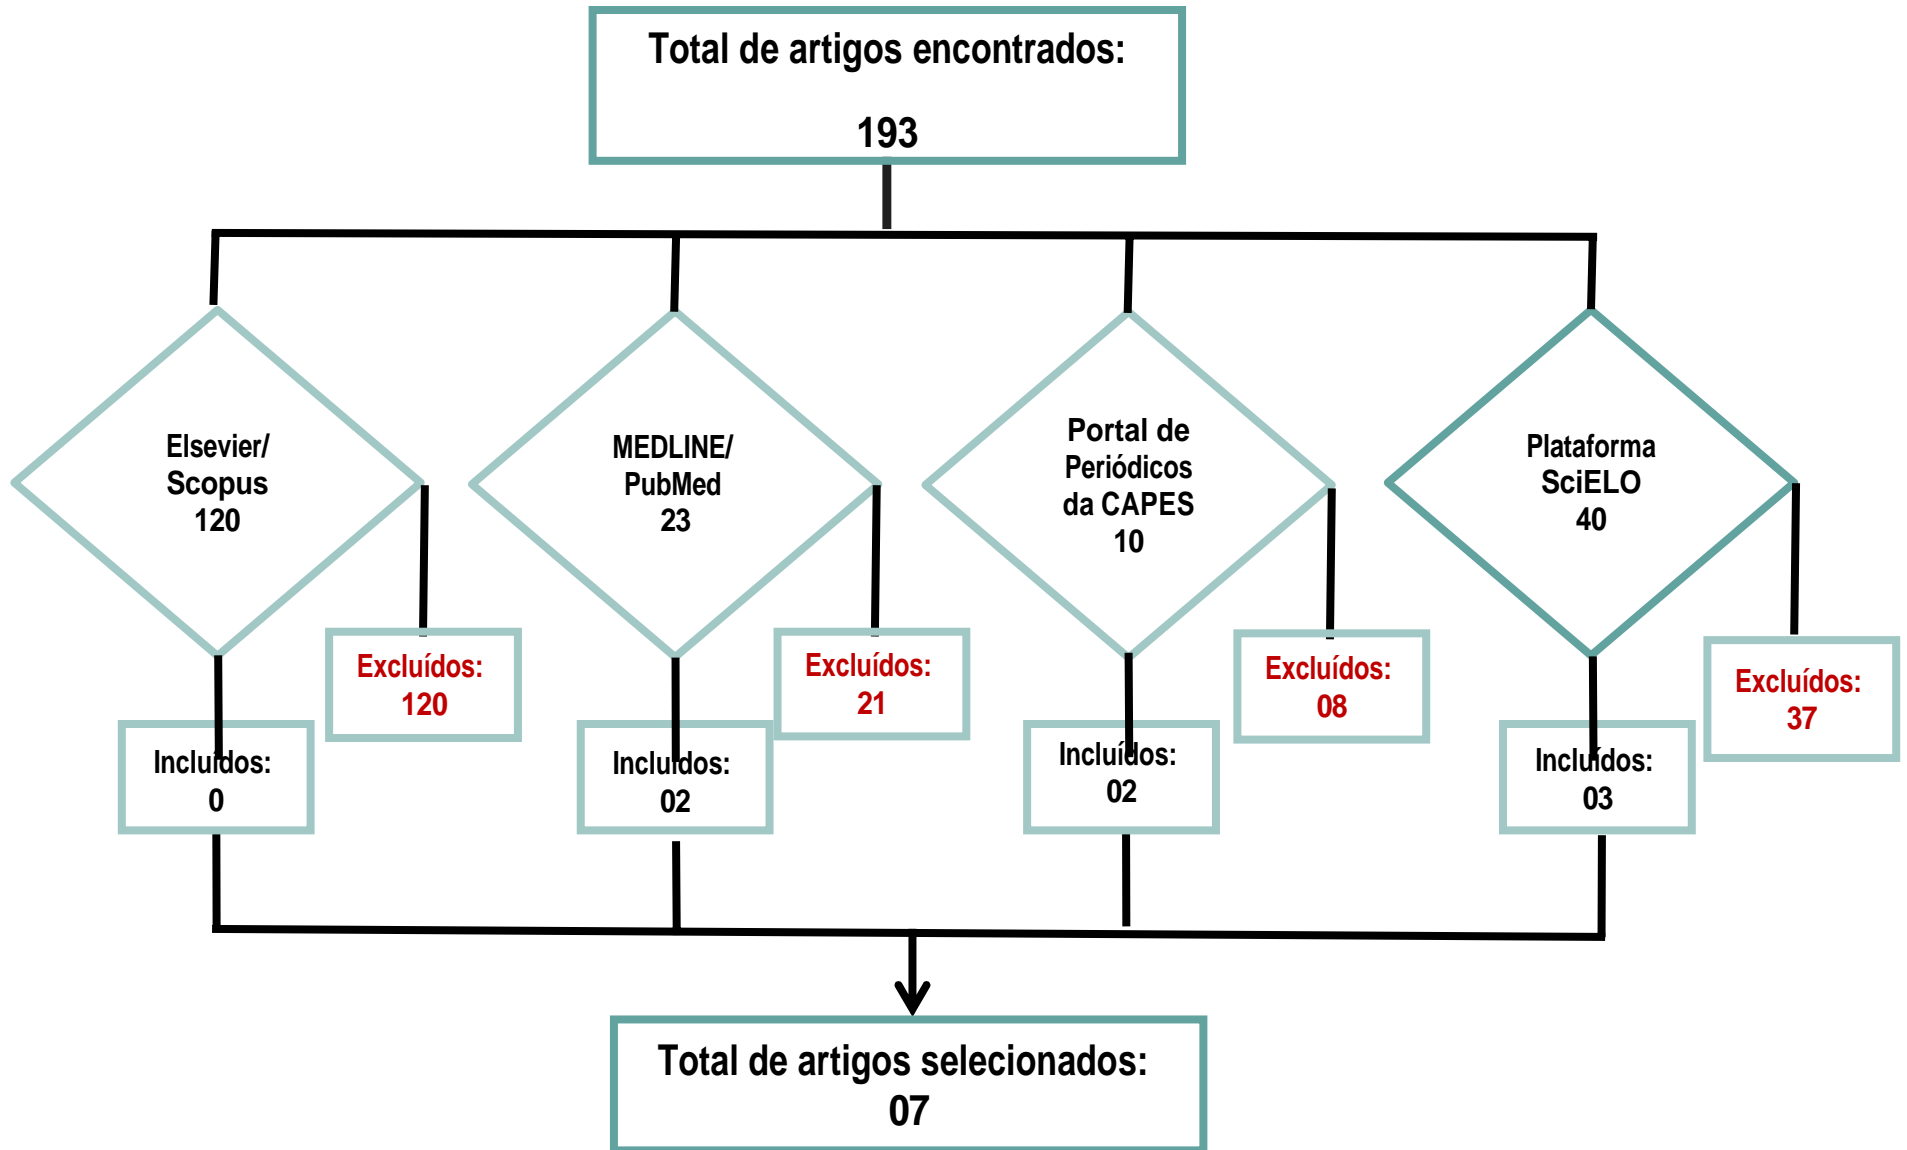 Total de artigos encontrados:
193
Elsevier/
Scopus
120
MEDLINE/
PubMed
23
Portal de
Periódicos
da CAPES
10
Plataforma
SciELO
40
Excluídos:
120
Excluídos:
21
Excluídos:
08
Excluídos:
37
Incluídos:
0
Incluídos:
02
Incluídos:
02
Incluídos:
03
Total de artigos selecionados:
07